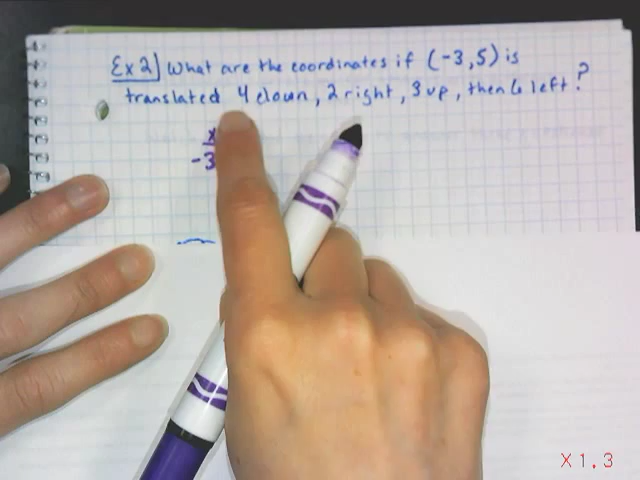 Ex 2) What are the coordinates if (-3,5) is
translated 4 down, 2 right, 3 up, then 6 left?
x
-3
X1.3